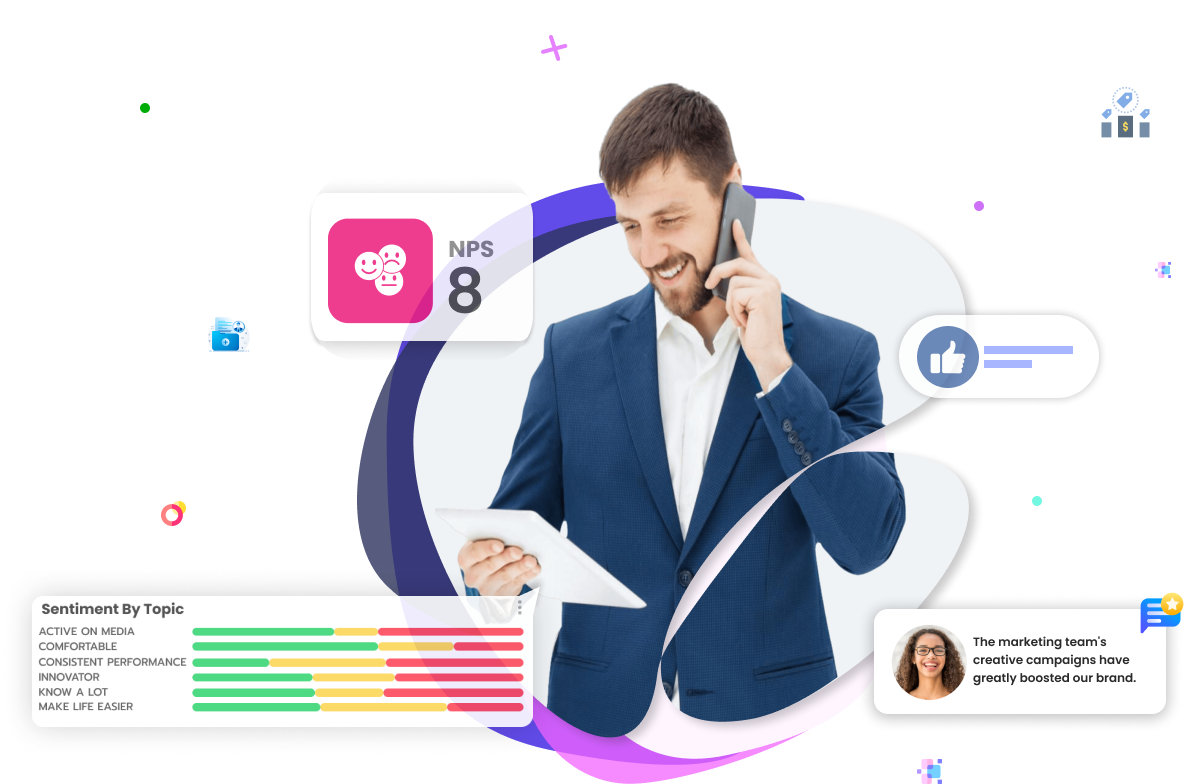 NPS
8
Sentiment By Topic
ACTIVE ON MEDIA
COMFORTABLE
CONSISTENT PERFORMANCE
INNOVATOR
KNOW A LOT
MAKE LIFE EASIER
The marketing team's
creative campaigns have
greatly boosted our brand.
$